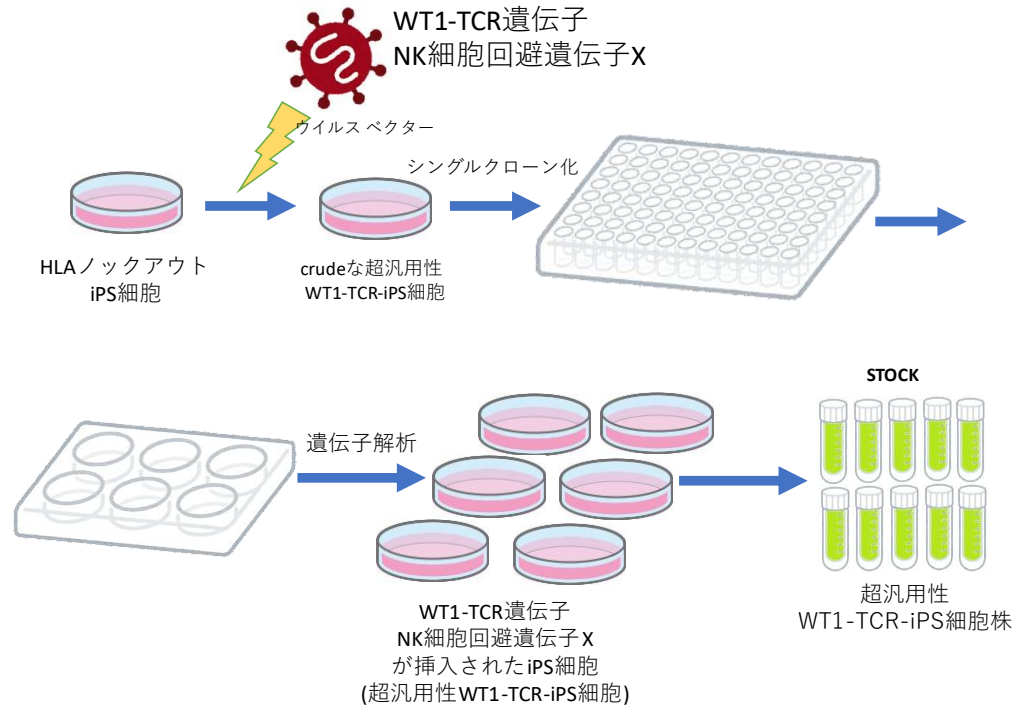 WT1-TCR遺伝子
NK細胞回避遺伝子X
ウイルス ベクター
シングルクローン化
HLAノックアウト
iPS細胞
crudeな超汎用性
WT1-TCR-iPS細胞
遺伝子解析
STOCK
WT1-TCR遺伝子
NK細胞回避遺伝子X
が挿入されたiPS細胞
(超汎用性WT1-TCR-iPS細胞)
超汎用性
WT1-TCR-iPS細胞株